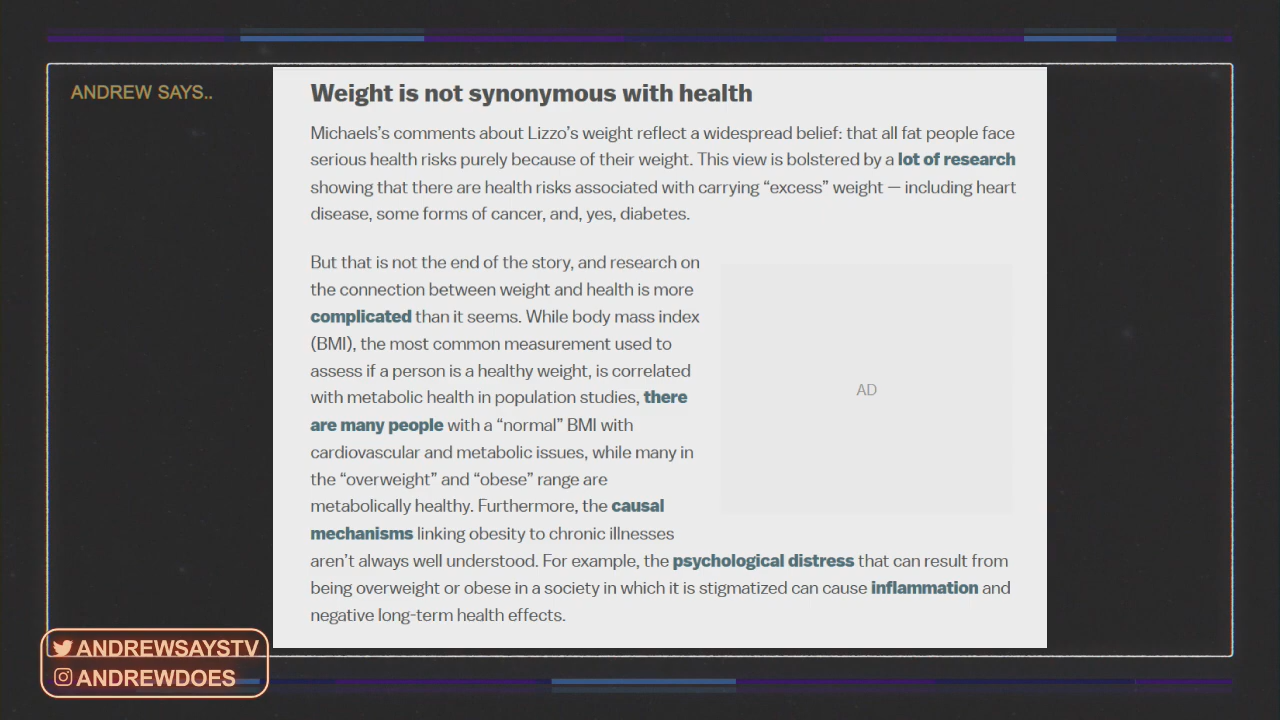 ANDREW SAYS..
Weight is not synonymous with health
Michaels’s comments about Lizzo’s weight reflect a widespread belief: that all fat people face
serious health risks purely because of their weight. This view is bolstered by a lot of research
showing that there are health risks associated with carrying “excess” weight — including heart
disease, some forms of cancer, and, yes, diabetes.
But that is not the end of the story, and research on
the connection between weight and health is more
complicated than it seems. While body mass index
(BMI), the most common measurement used to
assess if a person is a healthy weight, is correlated
with metabolic health in population studies, there
are many people with a “normal” BMI with
cardiovascular and metabolic issues, while many in
the “overweight” and “obese” range are
metabolically healthy. Furthermore, the causal
mechanisms linking obesity to chronic illnesses
aren’t always well understood. For example, the psychological distress that can result from
being overweight or obese in a society in which it is stigmatized can cause inflammation and
negative long-term health effects.
AD
ANDREWSAYSTV
ANDREWDOES